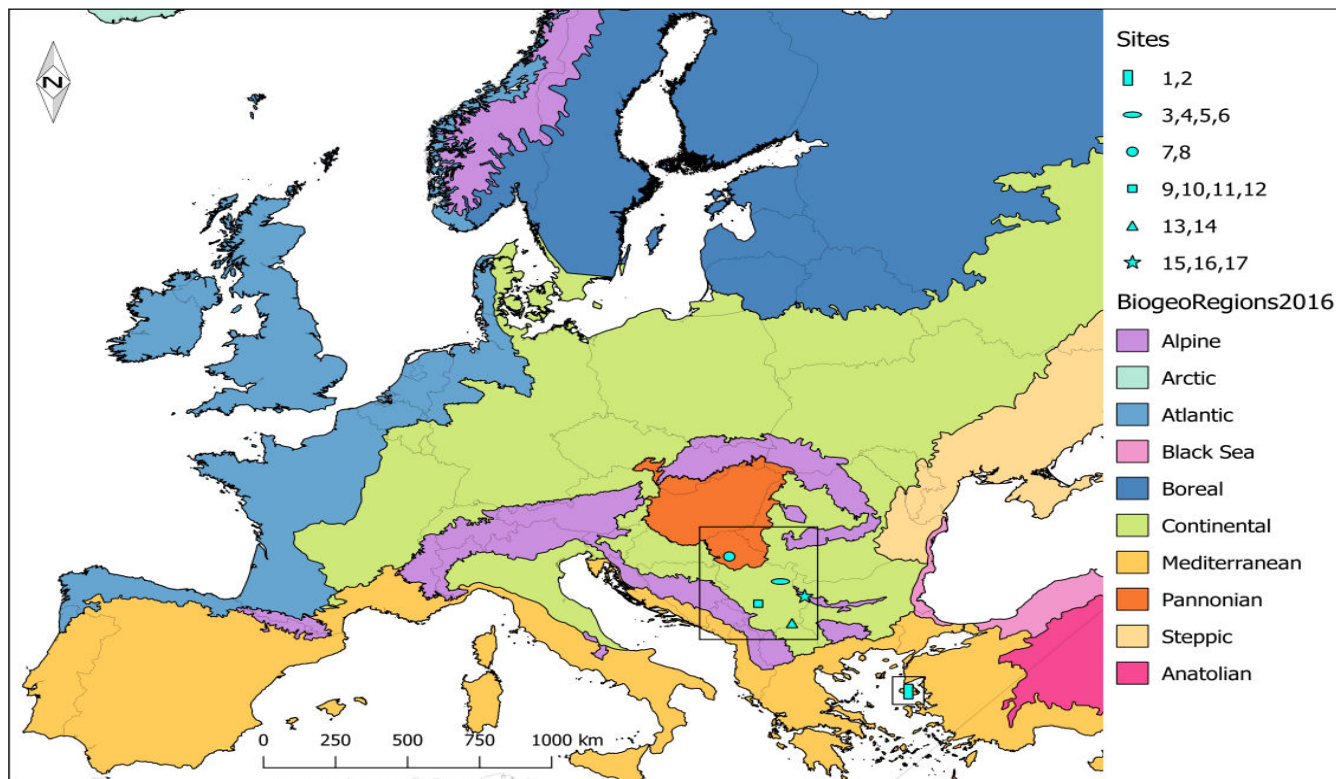 N
Sites
1,2
3,4,5,6
7,8
9,10,11,12
13,14
15,16,17
BiogeoRegions2016
Alpine
Arctic
Atlantic
Black Sea
Boreal
Continental
Mediterranean
Pannonian
Steppic
Anatolian
0 250 500 750 1000 km